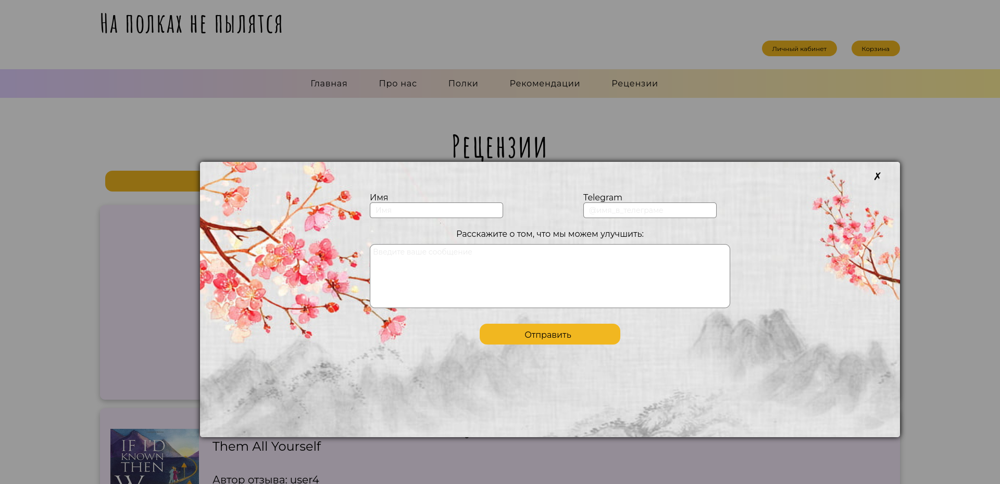 На полках не пылятся
Личный кабинет
Корзина
Главная
Про нас
Полки
Рекомендации
Рецензии
Рецензии
✗
Имя
Telegram
Имя
@имя_в_телеграме
Расскажите о том, что мы можем улучшить:
Введите ваше сообщение
Отправить
Them All Yourself
IF I'D
KNOWN
THEN
Автор отзыва: user4